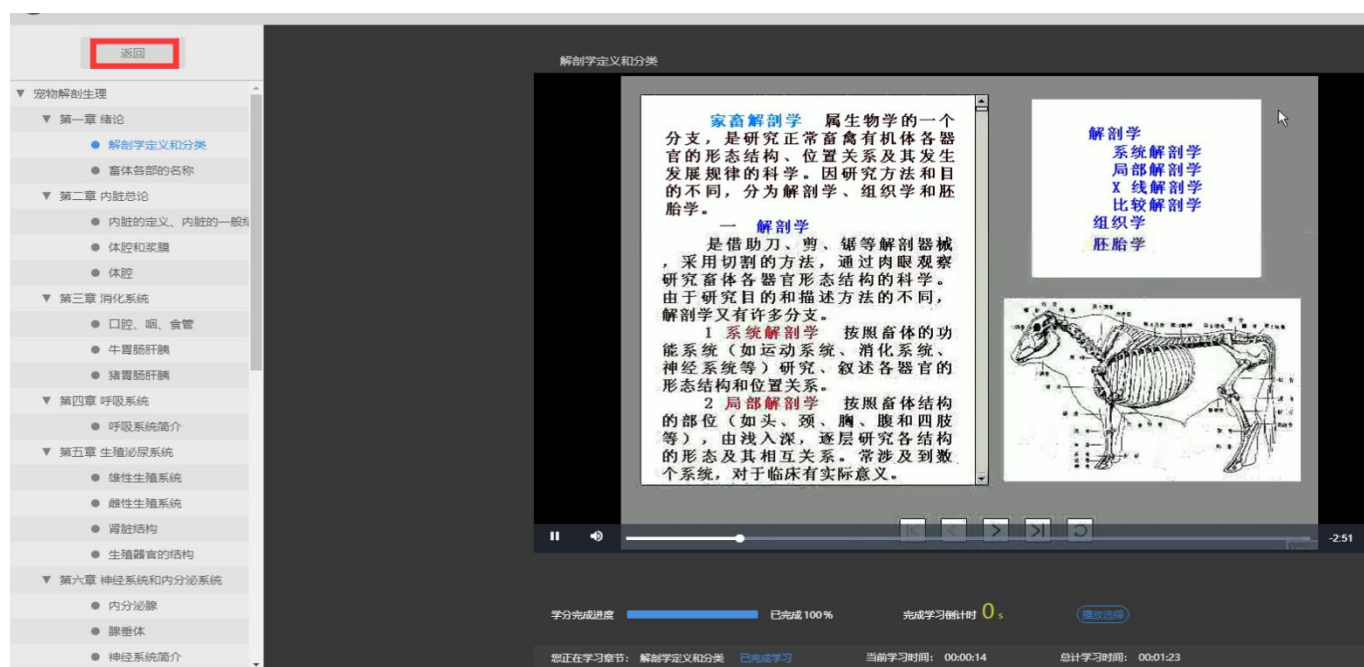 返回
宠物解剖生理
第一章 绪论
解剖学定义和分类
畜体各部的名称
第二章 内脏总论
内脏的定义、内脏的一般结
体腔和浆膜
体腔
第三章 消化系统
口腔、咽、食管
牛胃肠肝胰
猪胃肠肝胰
第四章 呼吸系统
呼吸系统简介
第五章 生殖泌尿系统
雄性生殖系统
雌性生殖系统
肾脏结构
生殖器官的结构
第六章 神经系统和内分泌系统
内分泌腺
腺垂体
神经系统简介
解剖学定义和分类
家畜解剖学 属生物学的一个
分支，是研究正常畜禽有机体各器
官的形态结构、位置关系及其发生
发展规律的科学。因研究方法和目
的不同，分为解剖学、组织学和胚
胎学。
一 解剖学
是借助刀、剪、锯等解剖器械
，采用切割的方法，通过肉眼观察
研究畜体各器官形态结构的科学。
由于研究目的和描述方法的不同，
解剖学又有许多分支。
1 系统解剖学 按照畜体的功
能系统（如运动系统、消化系统、
神经系统等）研究、叙述各器官的
形态结构和位置关系。
2 局部解剖学 按照畜体结构
的部位（如头、颈、胸、腹和四肢
等），由浅入深，逐层研究各结构
的形态及其相互关系。常涉及到数
个系统，对于临床有实际意义。
解剖学
系统解剖学
局部解剖学
X 线解剖学
比较解剖学
组织学
胚胎学
-2:51
学分完成进度 已完成100% 完成学习倒计时 0 s 播放选择
您正在学习章节： 解剖学定义和分类 已完成学习 当前学习时间： 00:00:14 总计学习时间： 00:01:23